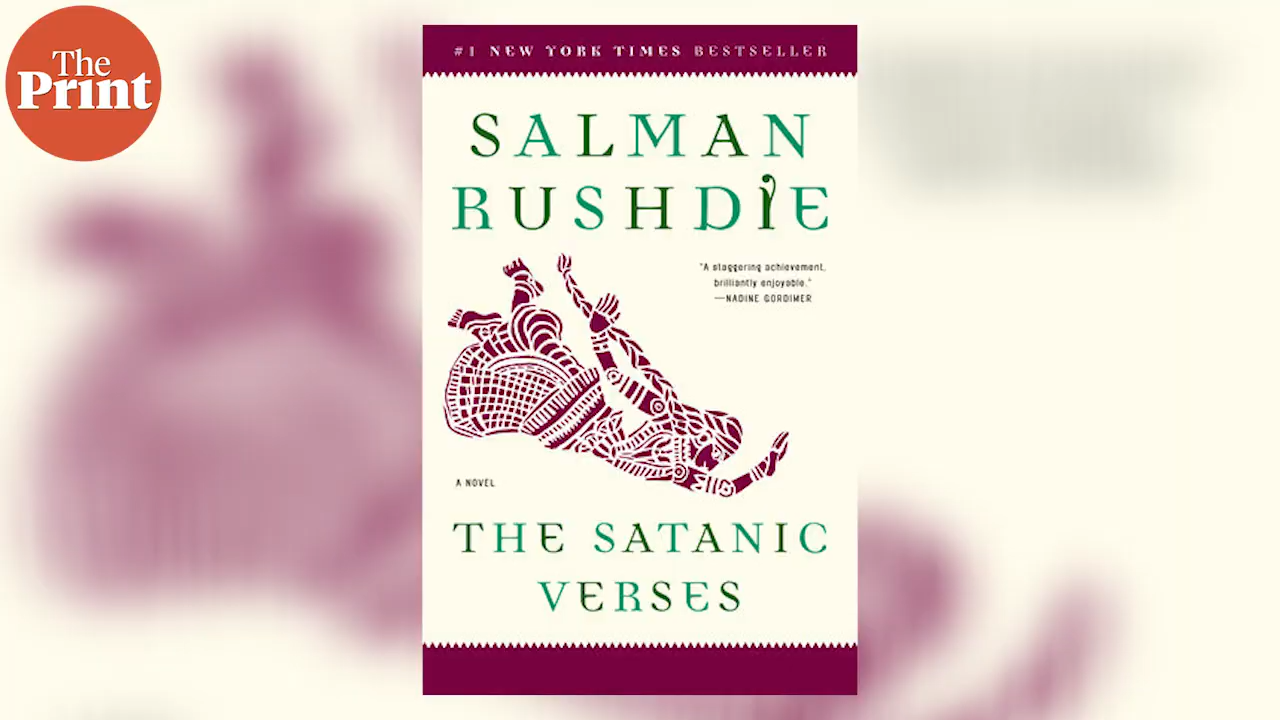 The
Print
#1 NEW YORK TIMES BESTSELLER
SALMAN
RUSHDIE
"A staggering achievement,
brilliantly enjoyable."
—NADINE GORDIMER
A NOVEL
THE SATANIC
VERSES